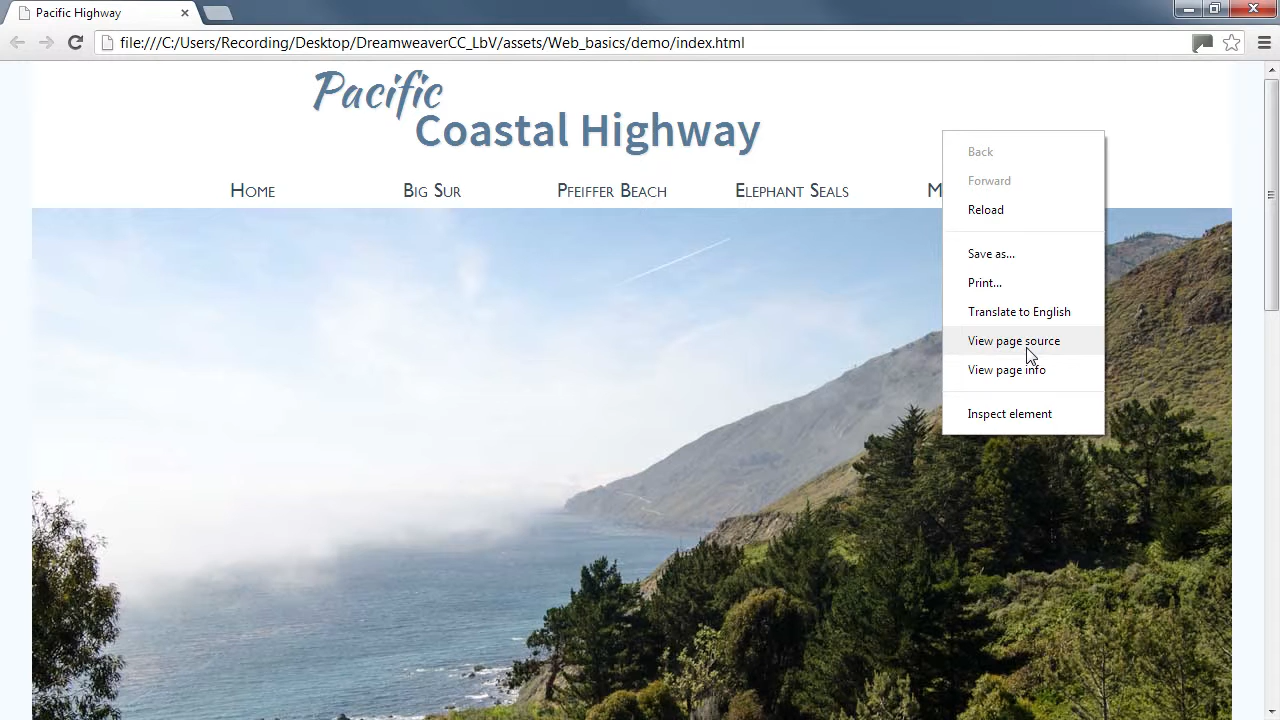 Pacific Highway
file:///C:/Users/Recording/Desktop/DreamweaverCC_LbV/assets/Web_basics/demo/index.html
Pacific
Coastal Highway
Home Big Sur Pfeiffer Beach Elephant Seals M
Back
Forward
Reload
Save as...
Print...
Translate to English
View page source
View page info
Inspect element